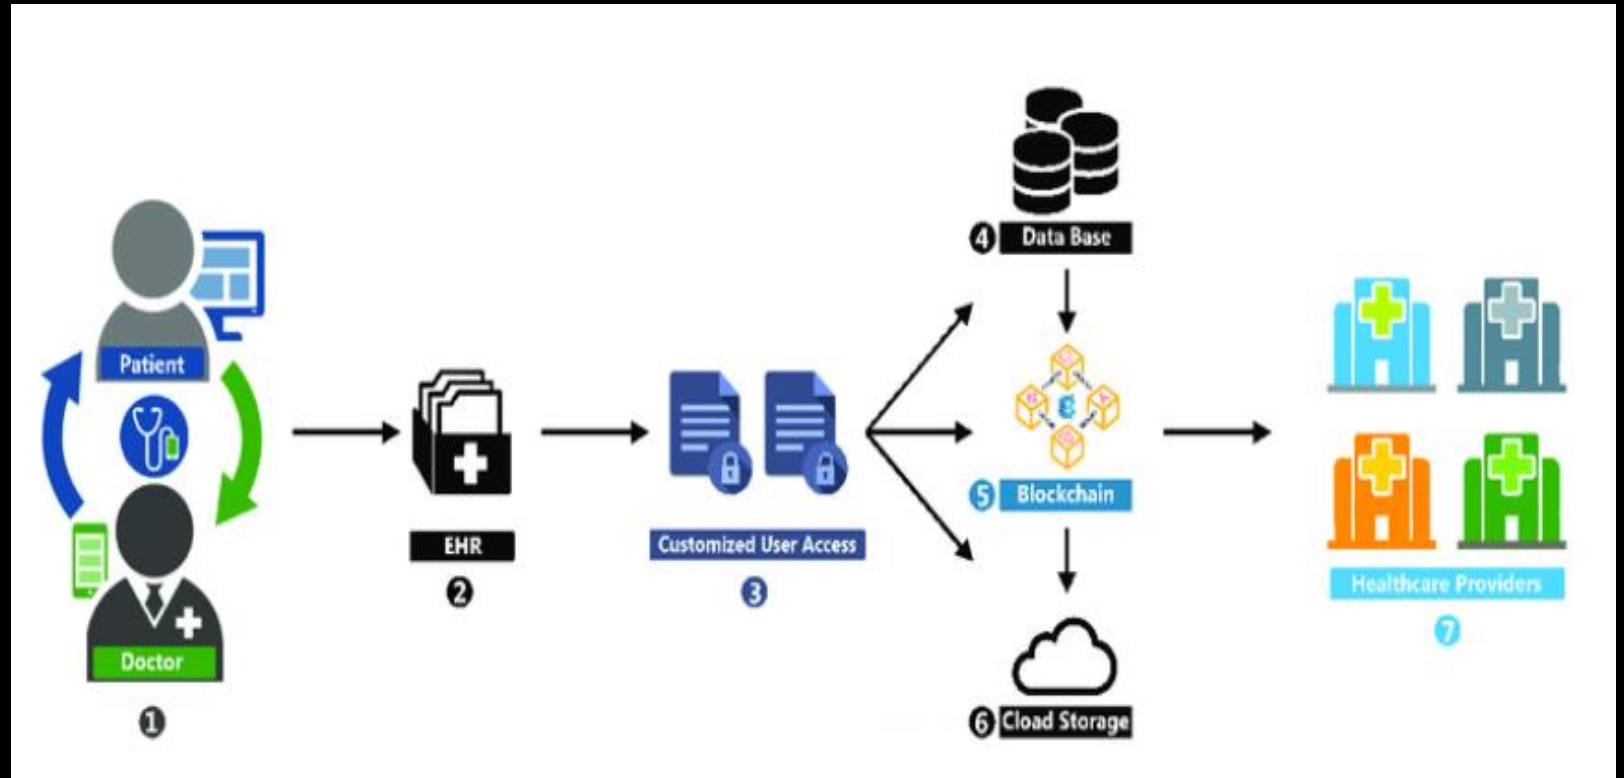 Patient
Doctor
1
EHR
2
Customized User Access
3
4 Data Base
5 Blockchain
6 Cload Storage
Healthcare Providers
7